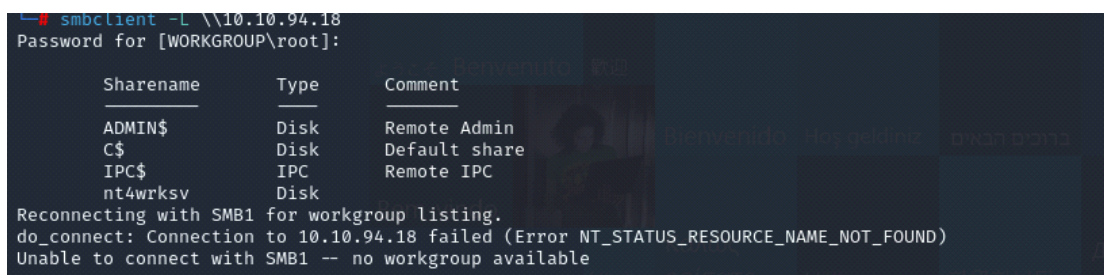 └─# smbclient -L \\10.10.94.18
Password for [WORKGROUP\root]:
Sharename Type Comment
ADMIN$ Disk Remote Admin
C$ Disk Default share
IPC$ IPC Remote IPC
nt4wrksv Disk
Reconnecting with SMB1 for workgroup listing.
do_connect: Connection to 10.10.94.18 failed (Error NT_STATUS_RESOURCE_NAME_NOT_FOUND)
Unable to connect with SMB1 -- no workgroup available
Benvenuto
Bienvenido Hoş geldiniz ברוכים הבאים